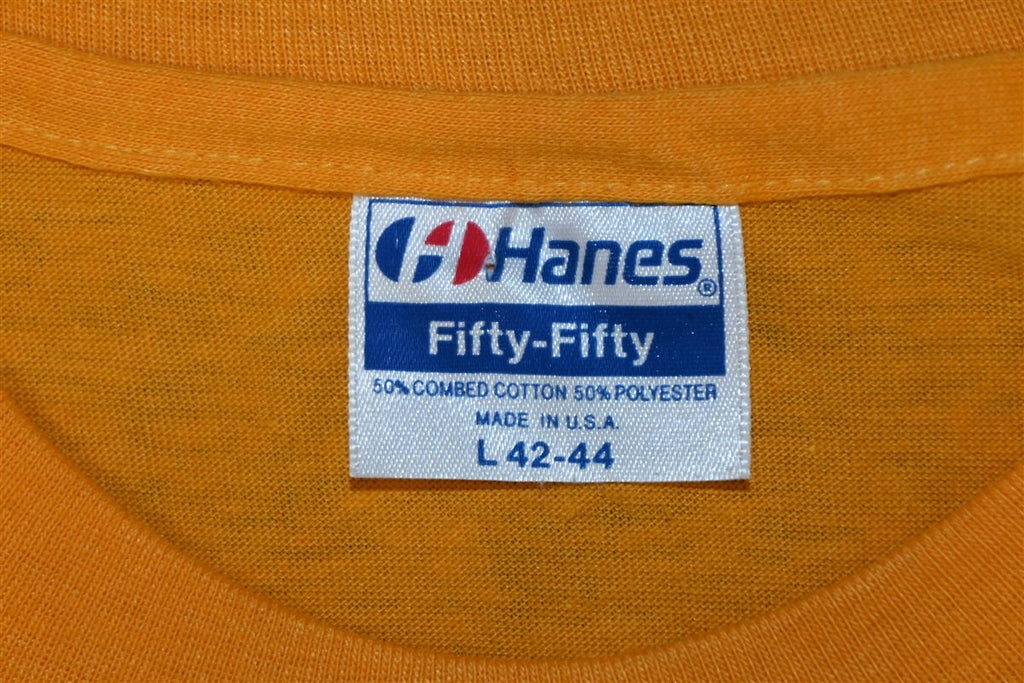 Hanes®
Fifty-Fifty
50% COMBED COTTON 50% POLYESTER
MADE IN U.S.A.
L 42-44